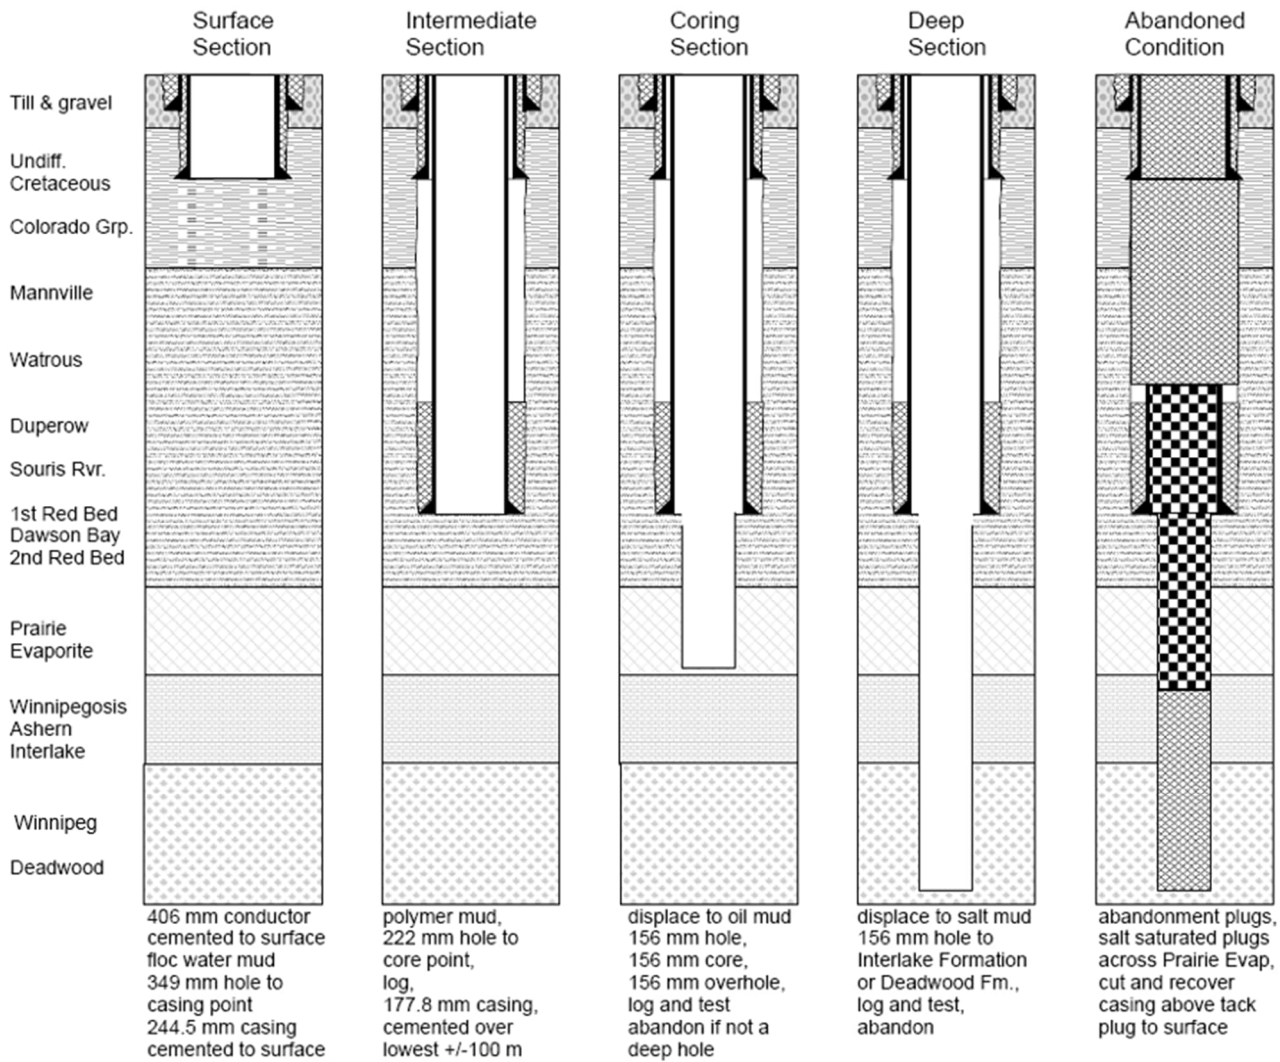 Surface
Section
Intermediate
Section
Coring
Section
Deep
Section
Abandoned
Condition
Till & gravel
Undiff.
Cretaceous
Colorado Grp.
Mannville
Watrous
Duperow
Souris Rvr.
1st Red Bed
Dawson Bay
2nd Red Bed
Prairie
Evaporite
Winnipegosis
Ashern
Interlake
Winnipeg
Deadwood
406 mm conductor
cemented to surface
floc water mud
349 mm hole to
casing point
244.5 mm casing
cemented to surface
polymer mud,
222 mm hole to
core point,
log,
177.8 mm casing,
cemented over
lowest +/-100 m
displace to oil mud
156 mm hole,
156 mm core,
156 mm overhole,
log and test
abandon if not a
deep hole
displace to salt mud
156 mm hole to
Interlake Formation
or Deadwood Fm.,
log and test,
abandon
abandonment plugs,
salt saturated plugs
across Prairie Evap,
cut and recover
casing above tack
plug to surface